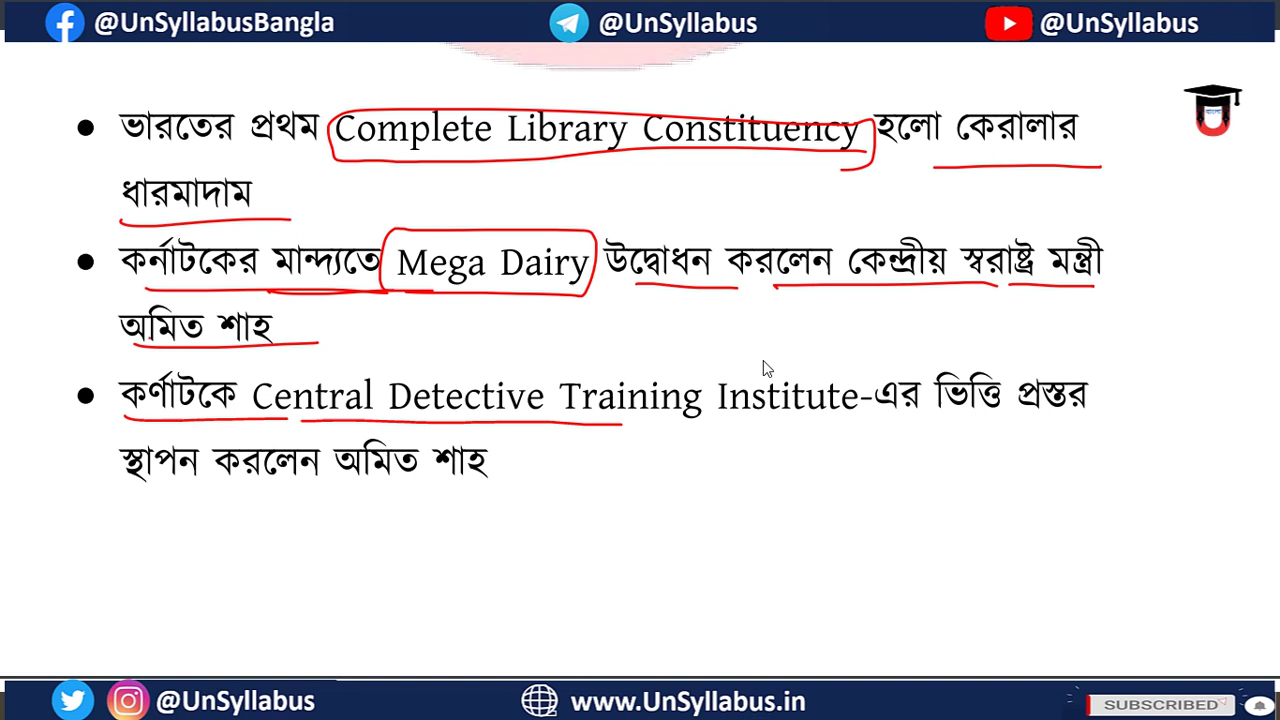 @UnSyllabusBangla @UnSyllabus @UnSyllabus
● ভারতের প্রথম Complete Library Constituency হলো কেরালার
ধারমাদাম
● কর্নাটকের মান্দ্যতে Mega Dairy উদ্বোধন করলেন কেন্দ্রীয় স্বরাষ্ট্র মন্ত্রী
অমিত শাহ
● কর্ণাটকে Central Detective Training Institute-এর ভিত্তি প্রস্তর
স্থাপন করলেন অমিত শাহ
@UnSyllabus www.UnSyllabus.in SUBSCRIBED